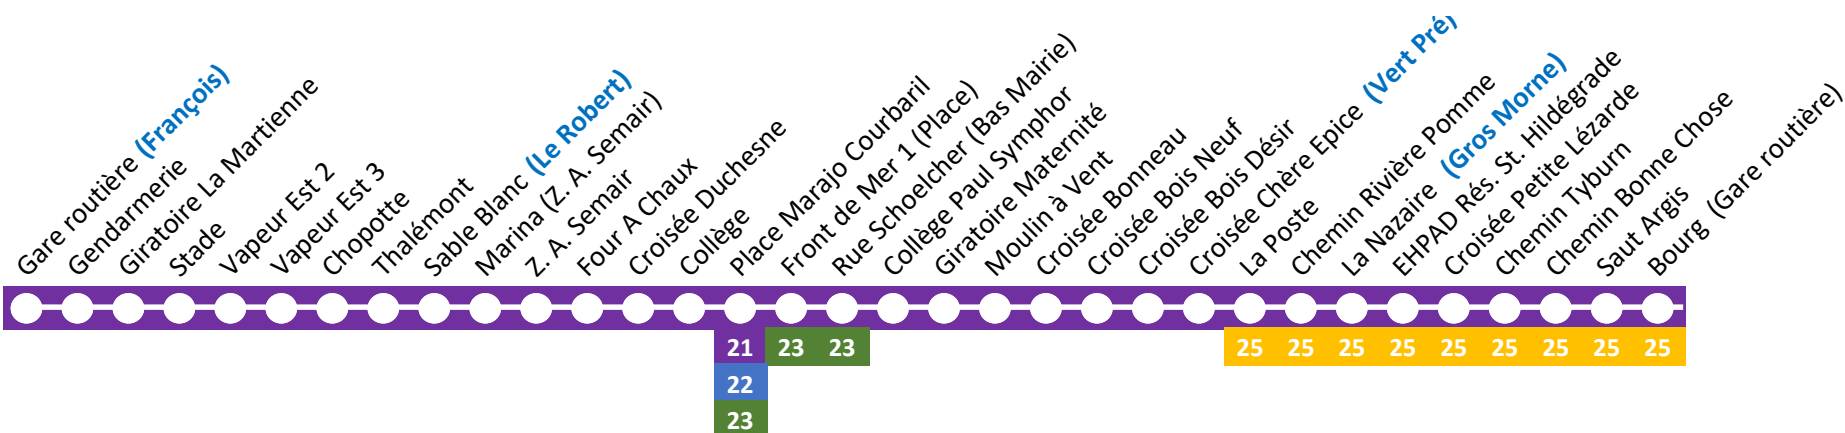 Gare routière (François)
Gendarmerie
Giratoire La Martienne
Stade
Vapeur Est 2
Vapeur Est 3
Chopotte
Thalémont
Sable Blanc (Le Robert)
Marina (Z. A. Semair)
Z. A. Semair
Four A Chaux
Croisée Duchesne
Collège
Place Marajo Courbaril
Front de Mer 1 (Place)
Rue Schoelcher (Bas Mairie)
Collège Paul Symphor
Giratoire Maternité
Moulin à Vent
Croisée Bonneau
Croisée Bois Neuf
Croisée Bois Désir
Croisée Chère Epice (Vert Pré)
La Poste
Chemin Rivière Pomme
La Nazaire (Gros Morne)
EHPAD Rés. St. Hildégrade
Croisée Petite Lézarde
Chemin Tyburn
Chemin Bonne Chose
Saut Argis
Bourg (Gare routière)
21 23 23 25 25 25 25 25 25 25 25 25
22
23